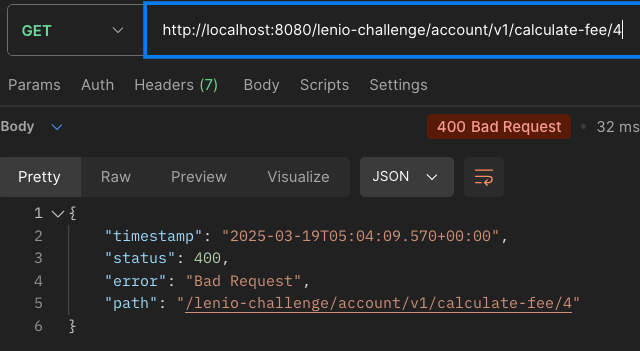 GET http://localhost:8080/lenio-challenge/account/v1/calculate-fee/4
Params Auth Headers (7) Body Scripts Settings
Body 400 Bad Request 32 ms
Pretty Raw Preview Visualize JSON
1 {
2 "timestamp": "2025-03-19T05:04:09.570+00:00",
3 "status": 400,
4 "error": "Bad Request",
5 "path": "/lenio-challenge/account/v1/calculate-fee/4"
6 }